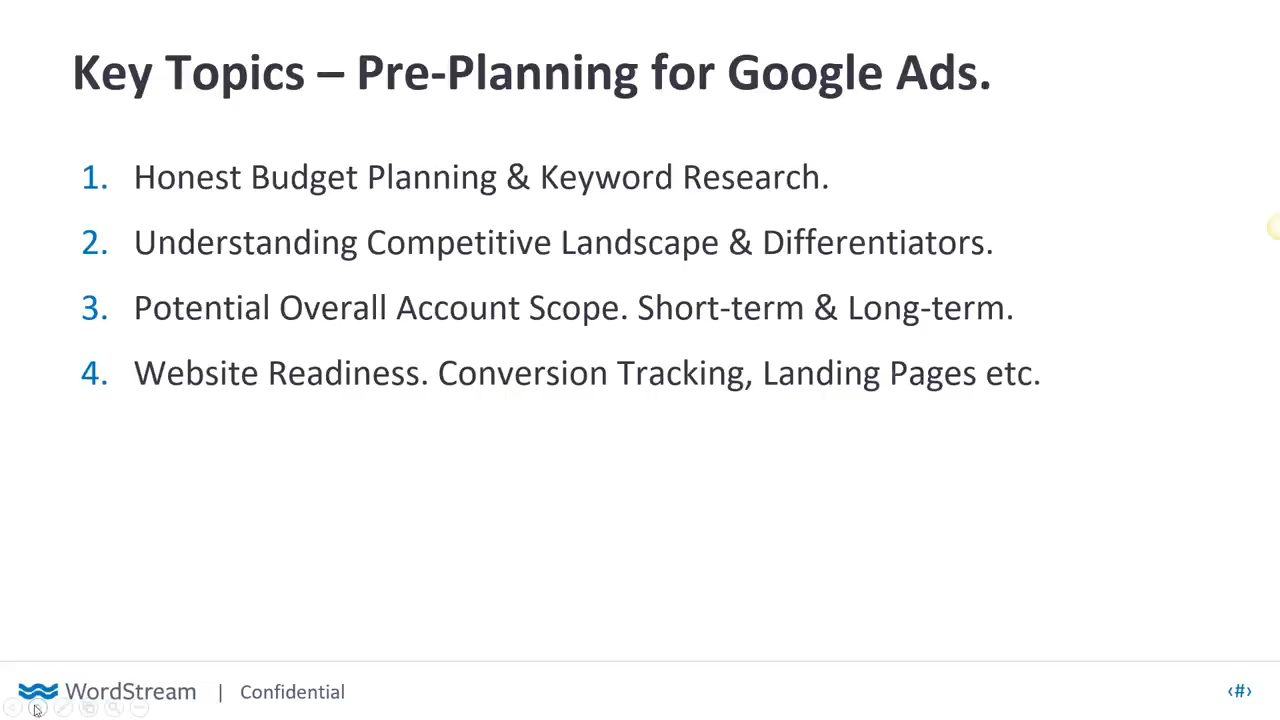 Key Topics – Pre-Planning for Google Ads.
1. Honest Budget Planning & Keyword Research.
2. Understanding Competitive Landscape & Differentiators.
3. Potential Overall Account Scope. Short-term & Long-term.
4. Website Readiness. Conversion Tracking, Landing Pages etc.
WordStream | Confidential ‹#›